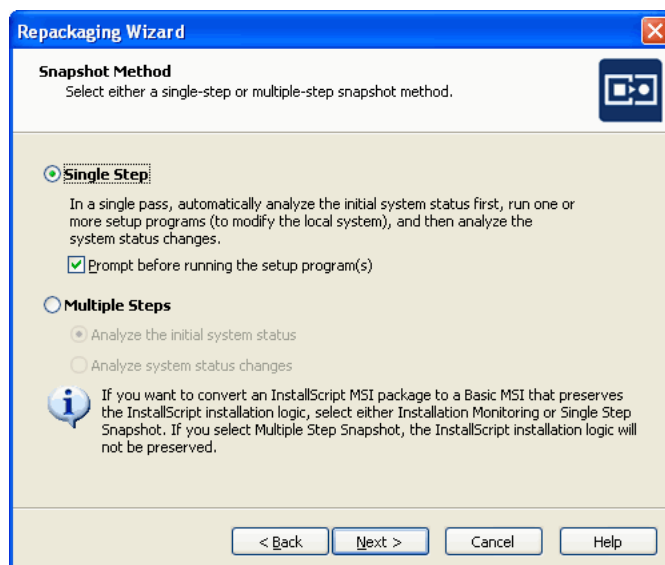 Repackaging Wizard
Snapshot Method
Select either a single-step or multiple-step snapshot method.
Single Step
In a single pass, automatically analyze the initial system status first, run one or
more setup programs (to modify the local system), and then analyze the
system status changes.
Prompt before running the setup program(s)
Multiple Steps
Analyze the initial system status
Analyze system status changes
If you want to convert an InstallScript MSI package to a Basic MSI that preserves
the InstallScript installation logic, select either Installation Monitoring or Single Step
Snapshot. If you select Multiple Step Snapshot, the InstallScript installation logic will
not be preserved.
< Back Next > Cancel Help